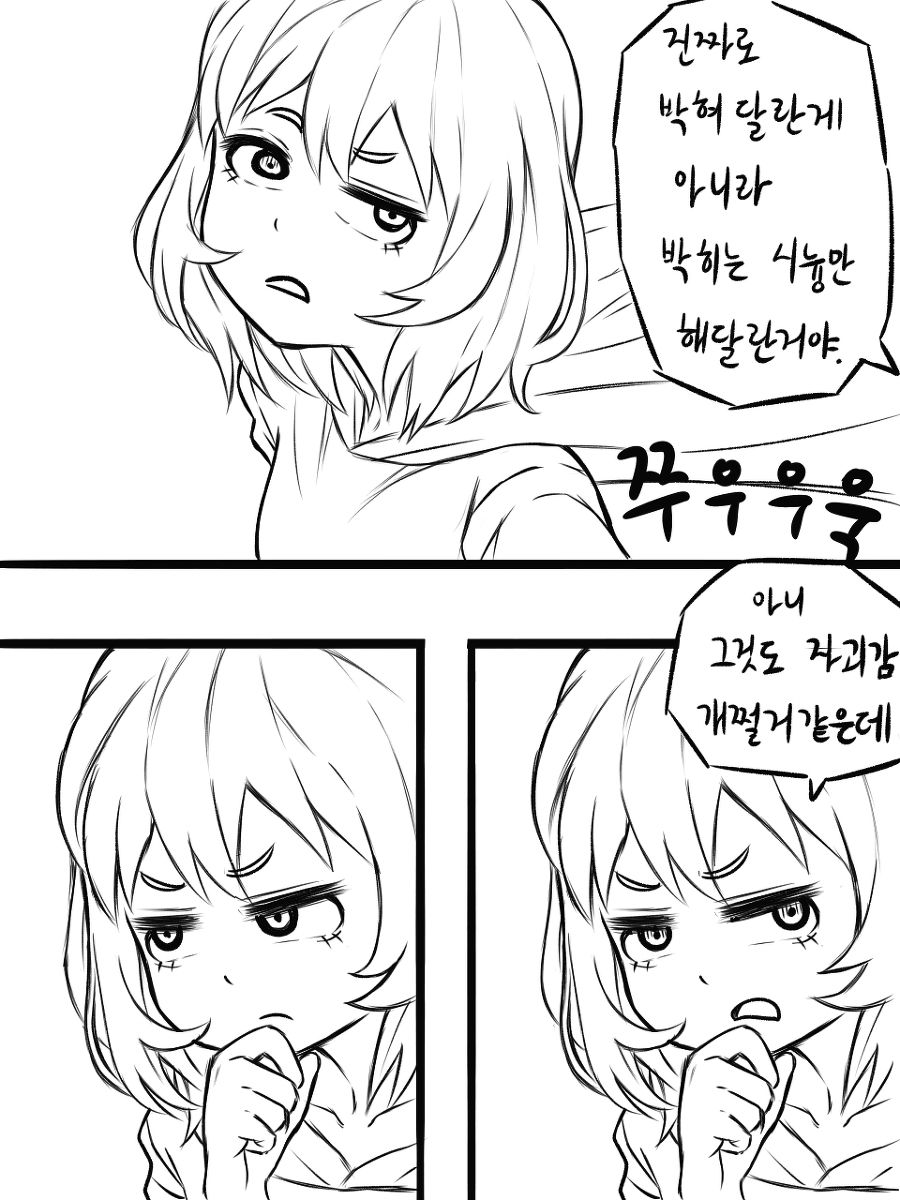 진짜로
박혀 달란게
아니라
박히는 시늉만
해달란거야.
꾸우우욱
아니
그것도 자괴감
개쩔거같은데